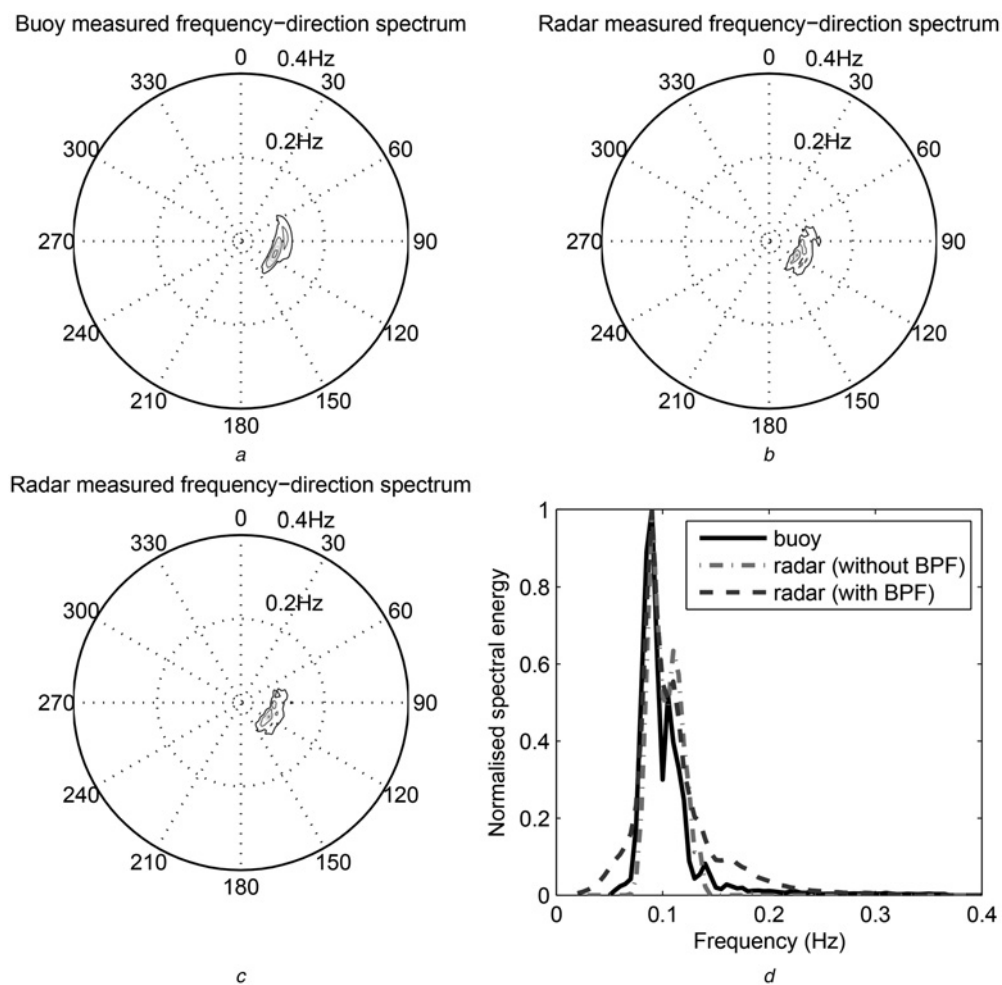 Buoy measured frequency−direction spectrum
0
0.4Hz
330
30
0.2Hz
300
60
270
90
240
120
210
150
180
a
Radar measured frequency−direction spectrum
0
0.4Hz
330
30
0.2Hz
300
60
270
90
240
120
210
150
180
b
Radar measured frequency−direction spectrum
0
0.4Hz
330
30
0.2Hz
300
60
270
90
240
120
210
150
180
c
1
0.8
0.6
0.4
0.2
0
Normalised spectral energy
buoy
radar (without BPF)
radar (with BPF)
0
0.1
0.2
0.3
0.4
Frequency (Hz)
d